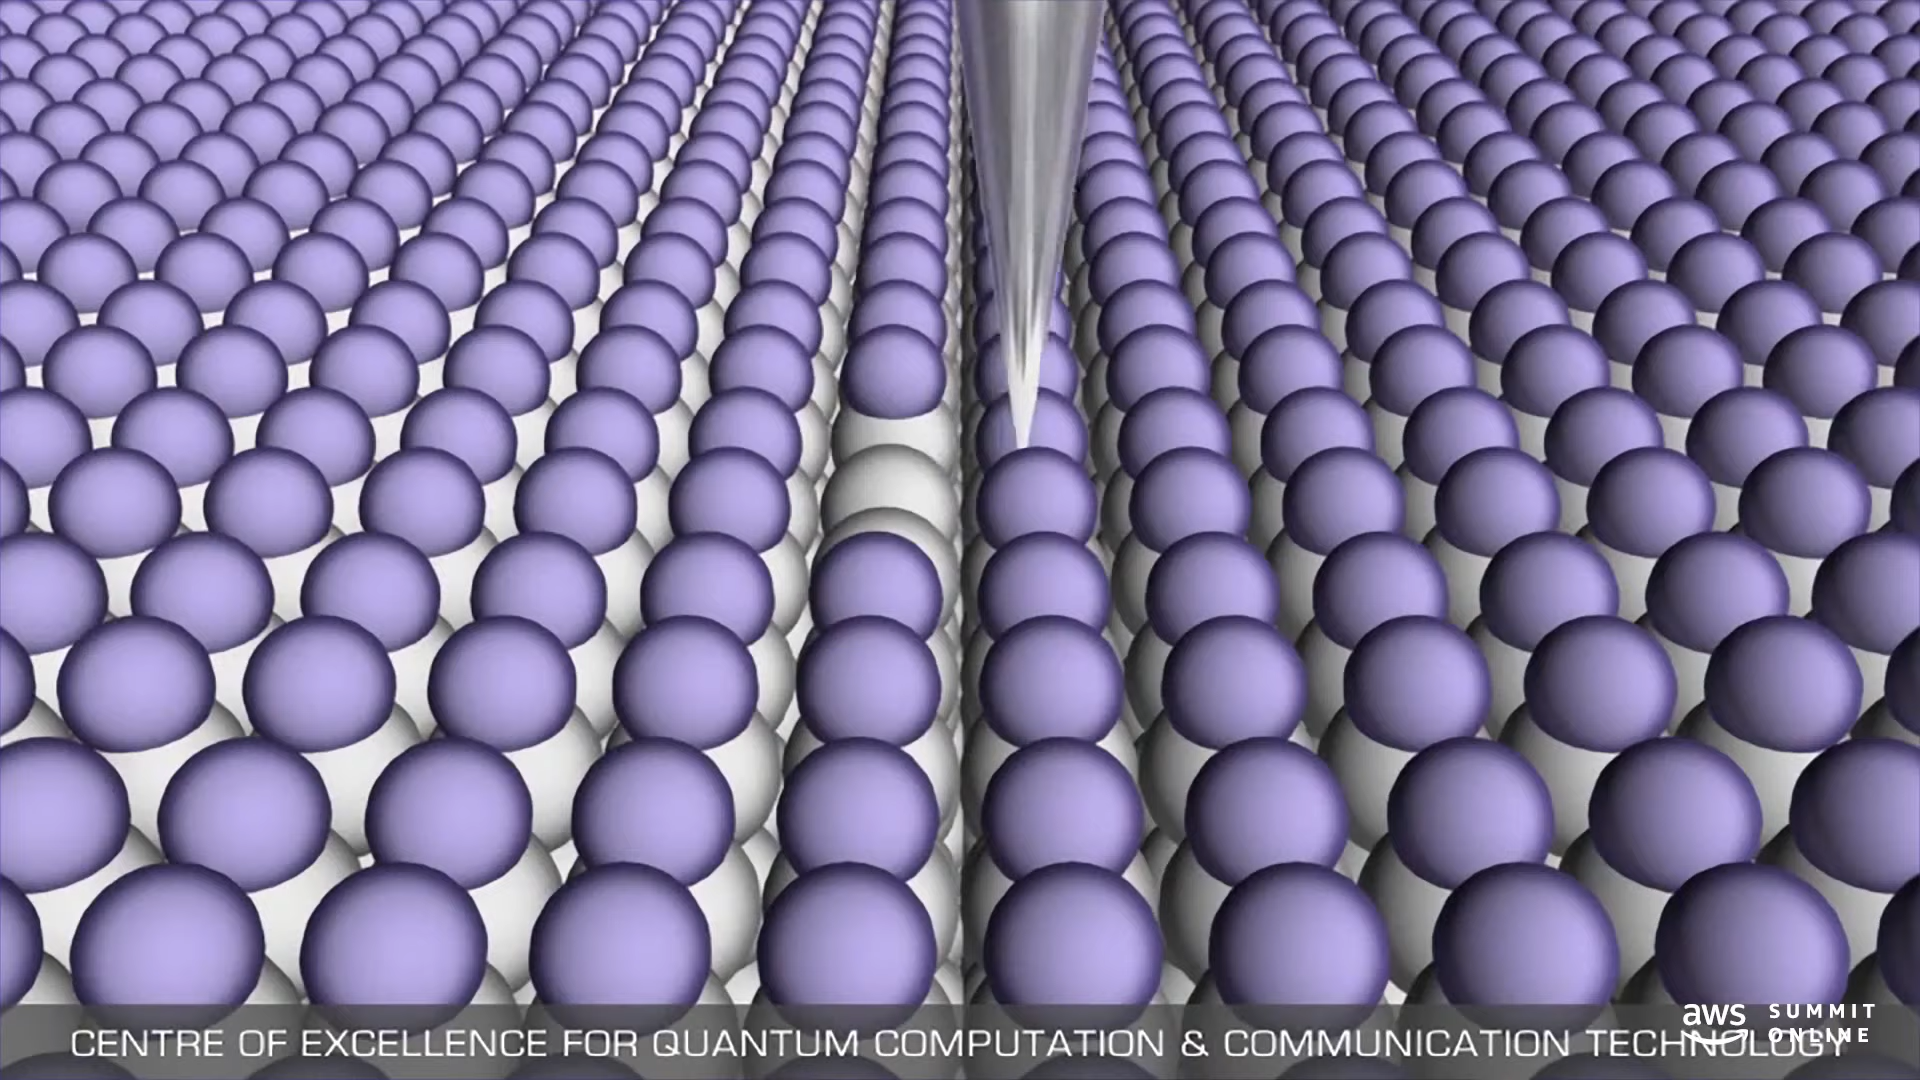 CENTRE OF EXCELLENCE FOR QUANTUM COMPUTATION & COMMUNICATION TECHNOLOGY
aws SUMMIT
ONLINE